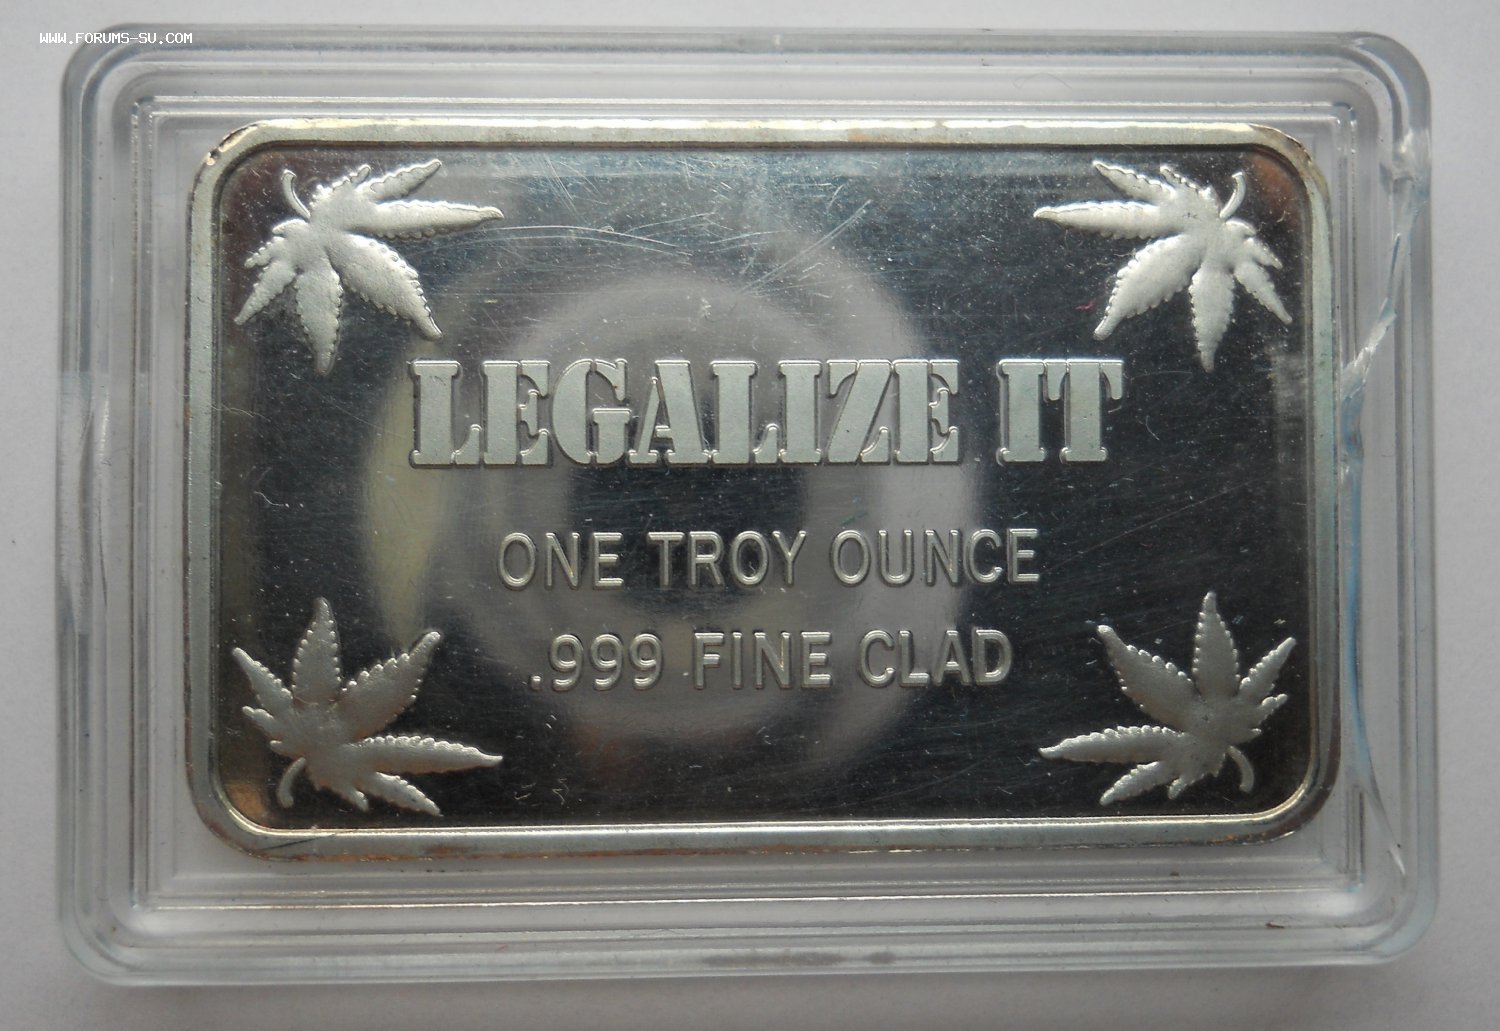 WWW.FORUMS-SU.COM
LEGALIZE IT
ONE TROY OUNCE
.999 FINE CLAD